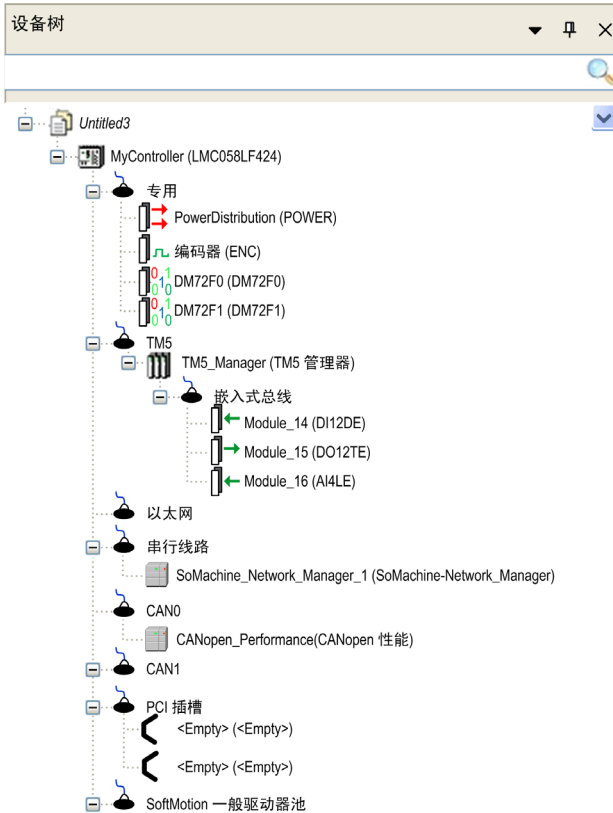 设备树
Untitled3
MyController (LMC058LF424)
专用
PowerDistribution (POWER)
编码器 (ENC)
DM72F0 (DM72F0)
DM72F1 (DM72F1)
TM5
TM5_Manager (TM5 管理器)
嵌入式总线
Module_14 (DI12DE)
Module_15 (DO12TE)
Module_16 (AI4LE)
以太网
串行线路
SoMachine_Network_Manager_1 (SoMachine-Network_Manager)
CAN0
CANopen_Performance(CANopen 性能)
CAN1
PCI 插槽
<Empty> (<Empty>)
<Empty> (<Empty>)
SoftMotion 一般驱动器池